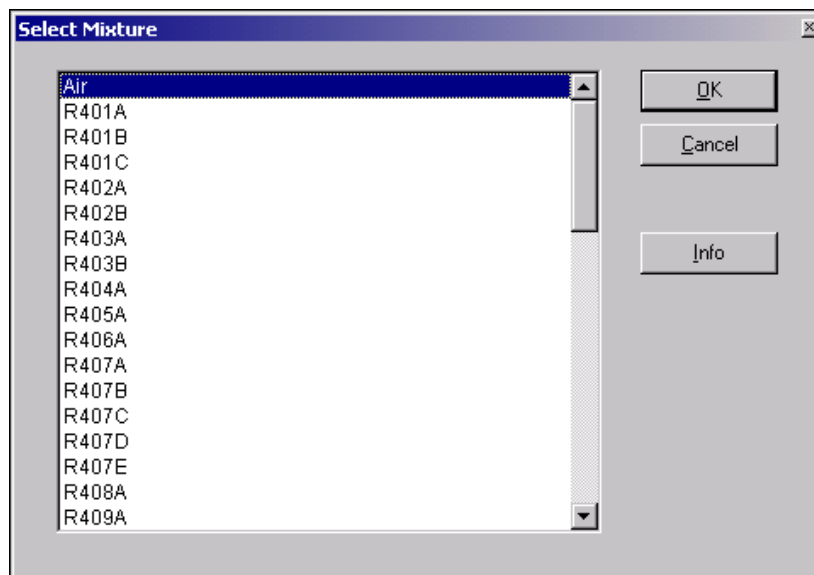 Select Mixture
Air
R401A
R401B
R401C
R402A
R402B
R403A
R403B
R404A
R405A
R406A
R407A
R407B
R407C
R407D
R407E
R408A
R409A
OK
Cancel
Info